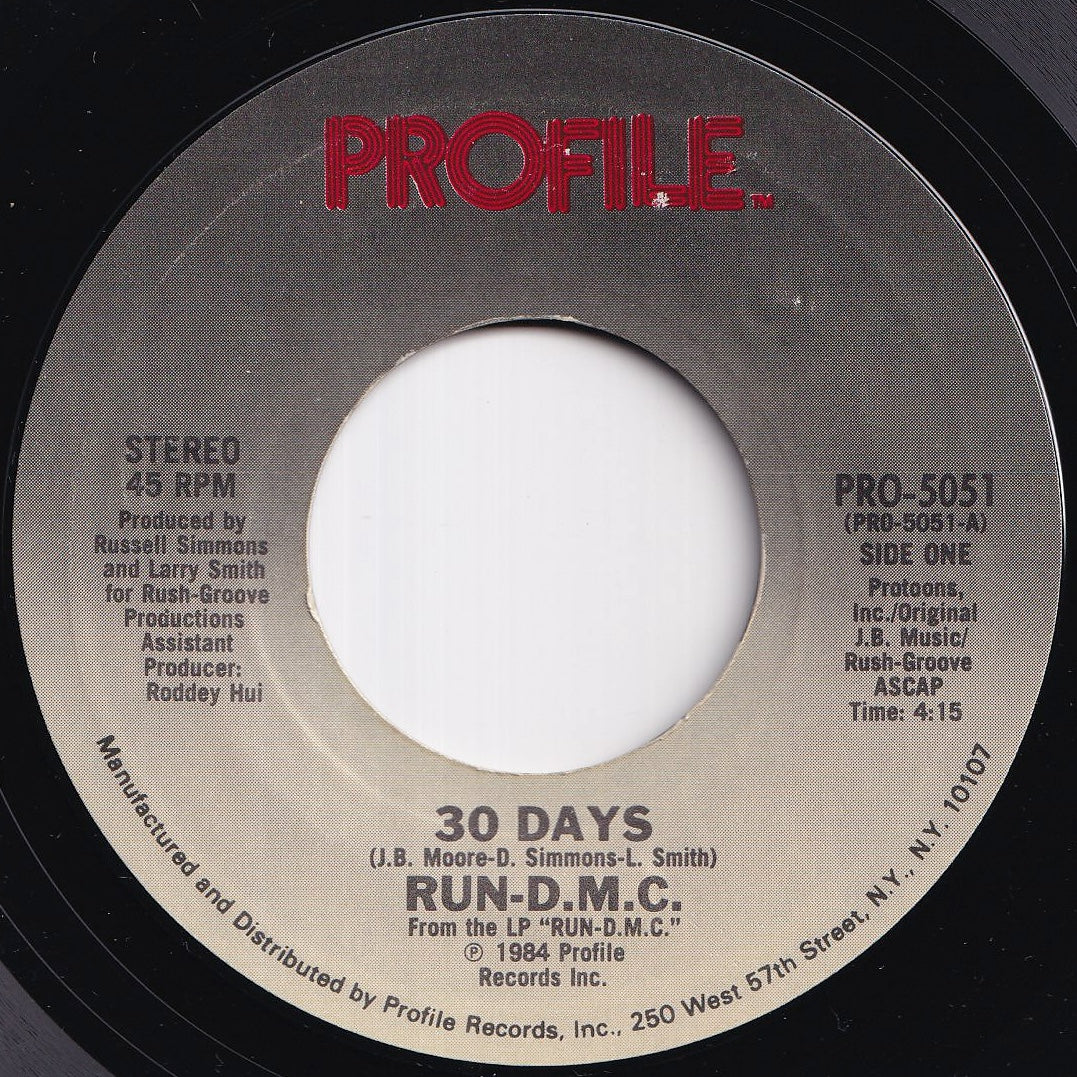 PROFILE™
STEREO
45 RPM
Produced by
Russell Simmons
and Larry Smith
for Rush-Groove
Productions
Assistant
Producer:
Roddey Hui
PRO-5051
(PRO-5051-A)
SIDE ONE
Protoons,
Inc./Original
J.B. Music/
Rush-Groove
ASCAP
Time: 4:15
30 DAYS
(J.B. Moore-D. Simmons-L. Smith)
RUN-D.M.C.
From the LP "RUN-D.M.C."
℗ 1984 Profile
Records Inc.
Manufactured and Distributed by Profile Records, Inc., 250 West 57th Street, N.Y., N.Y. 10107